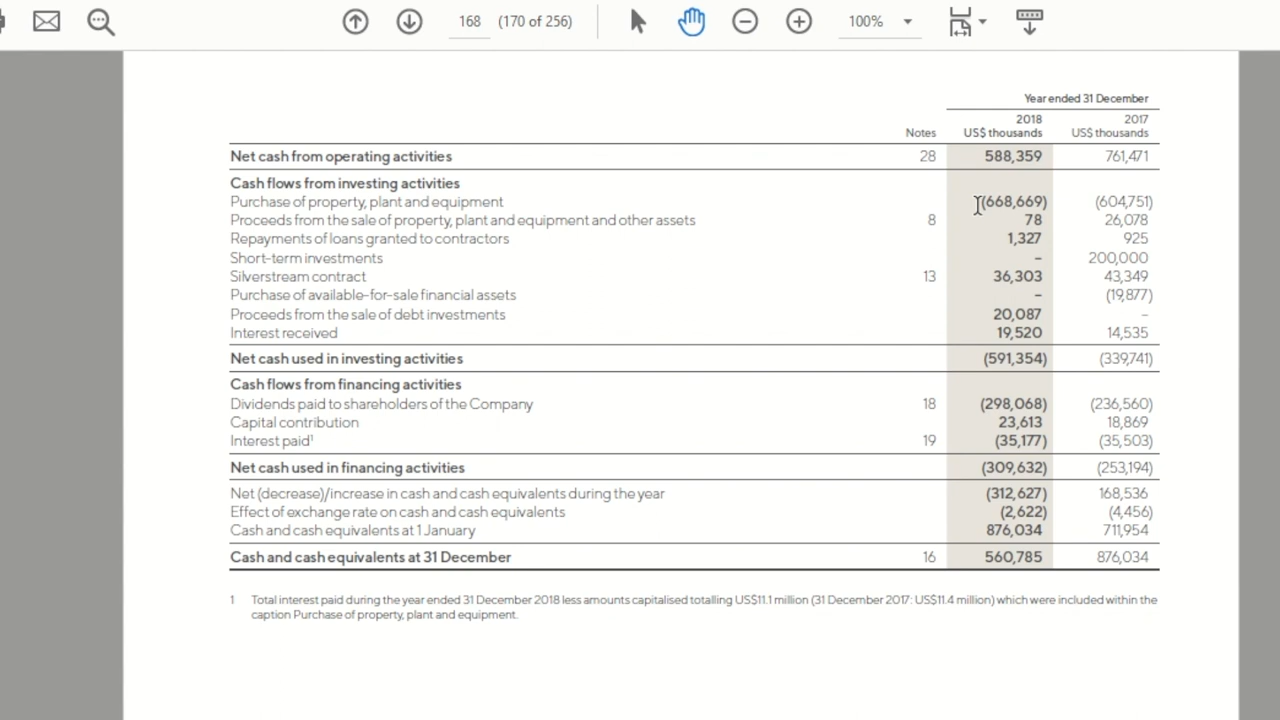 168 (170 of 256) 100%
Year ended 31 December
2018 2017
Notes US$ thousands US$ thousands
Net cash from operating activities 28 588,359 761,471
Cash flows from investing activities
Purchase of property, plant and equipment (668,669) (604,751)
Proceeds from the sale of property, plant and equipment and other assets 8 78 26,078
Repayments of loans granted to contractors 1,327 925
Short-term investments – 200,000
Silverstream contract 13 36,303 43,349
Purchase of available-for-sale financial assets – (19,877)
Proceeds from the sale of debt investments 20,087 –
Interest received 19,520 14,535
Net cash used in investing activities (591,354) (339,741)
Cash flows from financing activities
Dividends paid to shareholders of the Company 18 (298,068) (236,560)
Capital contribution 23,613 18,869
Interest paid¹ 19 (35,177) (35,503)
Net cash used in financing activities (309,632) (253,194)
Net (decrease)/increase in cash and cash equivalents during the year (312,627) 168,536
Effect of exchange rate on cash and cash equivalents (2,622) (4,456)
Cash and cash equivalents at 1 January 876,034 711,954
Cash and cash equivalents at 31 December 16 560,785 876,034
1 Total interest paid during the year ended 31 December 2018 less amounts capitalised totalling US$11.1 million (31 December 2017: US$11.4 million) which were included within the
caption Purchase of property, plant and equipment.